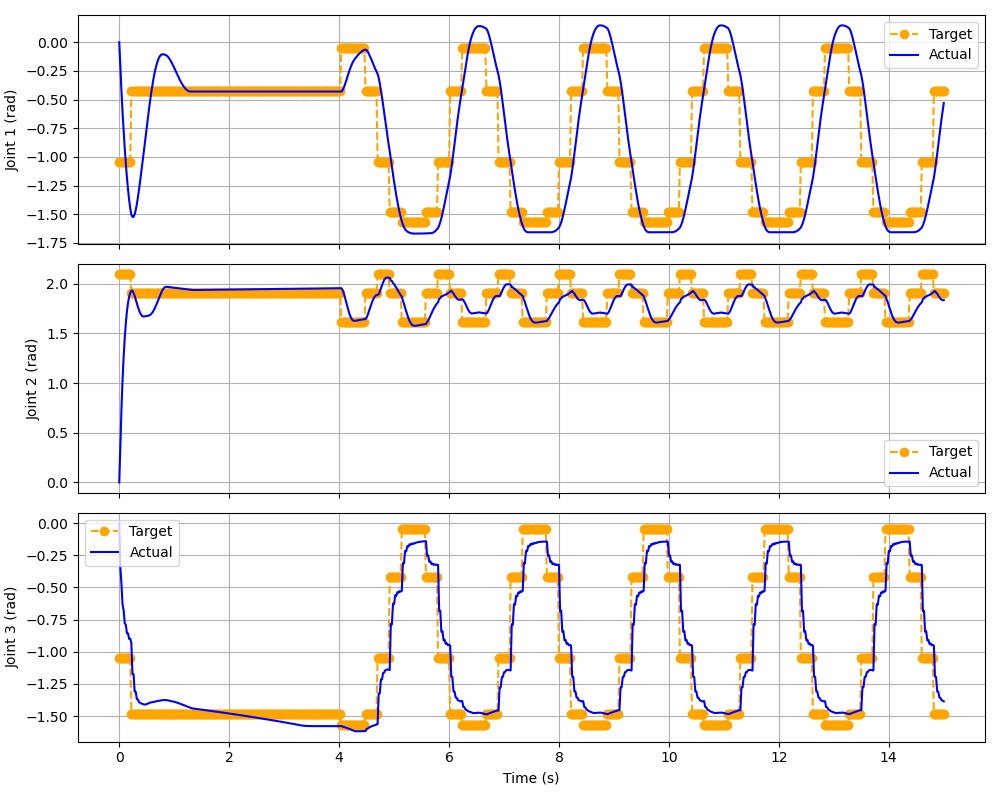 0.00
−0.25
−0.50
−0.75
−1.00
−1.25
−1.50
−1.75
Joint 1 (rad)
Target
Actual
2.0
1.5
1.0
0.5
0.0
Joint 2 (rad)
Target
Actual
0.00
−0.25
−0.50
−0.75
−1.00
−1.25
−1.50
Joint 3 (rad)
Target
Actual
0 2 4 6 8 10 12 14
Time (s)